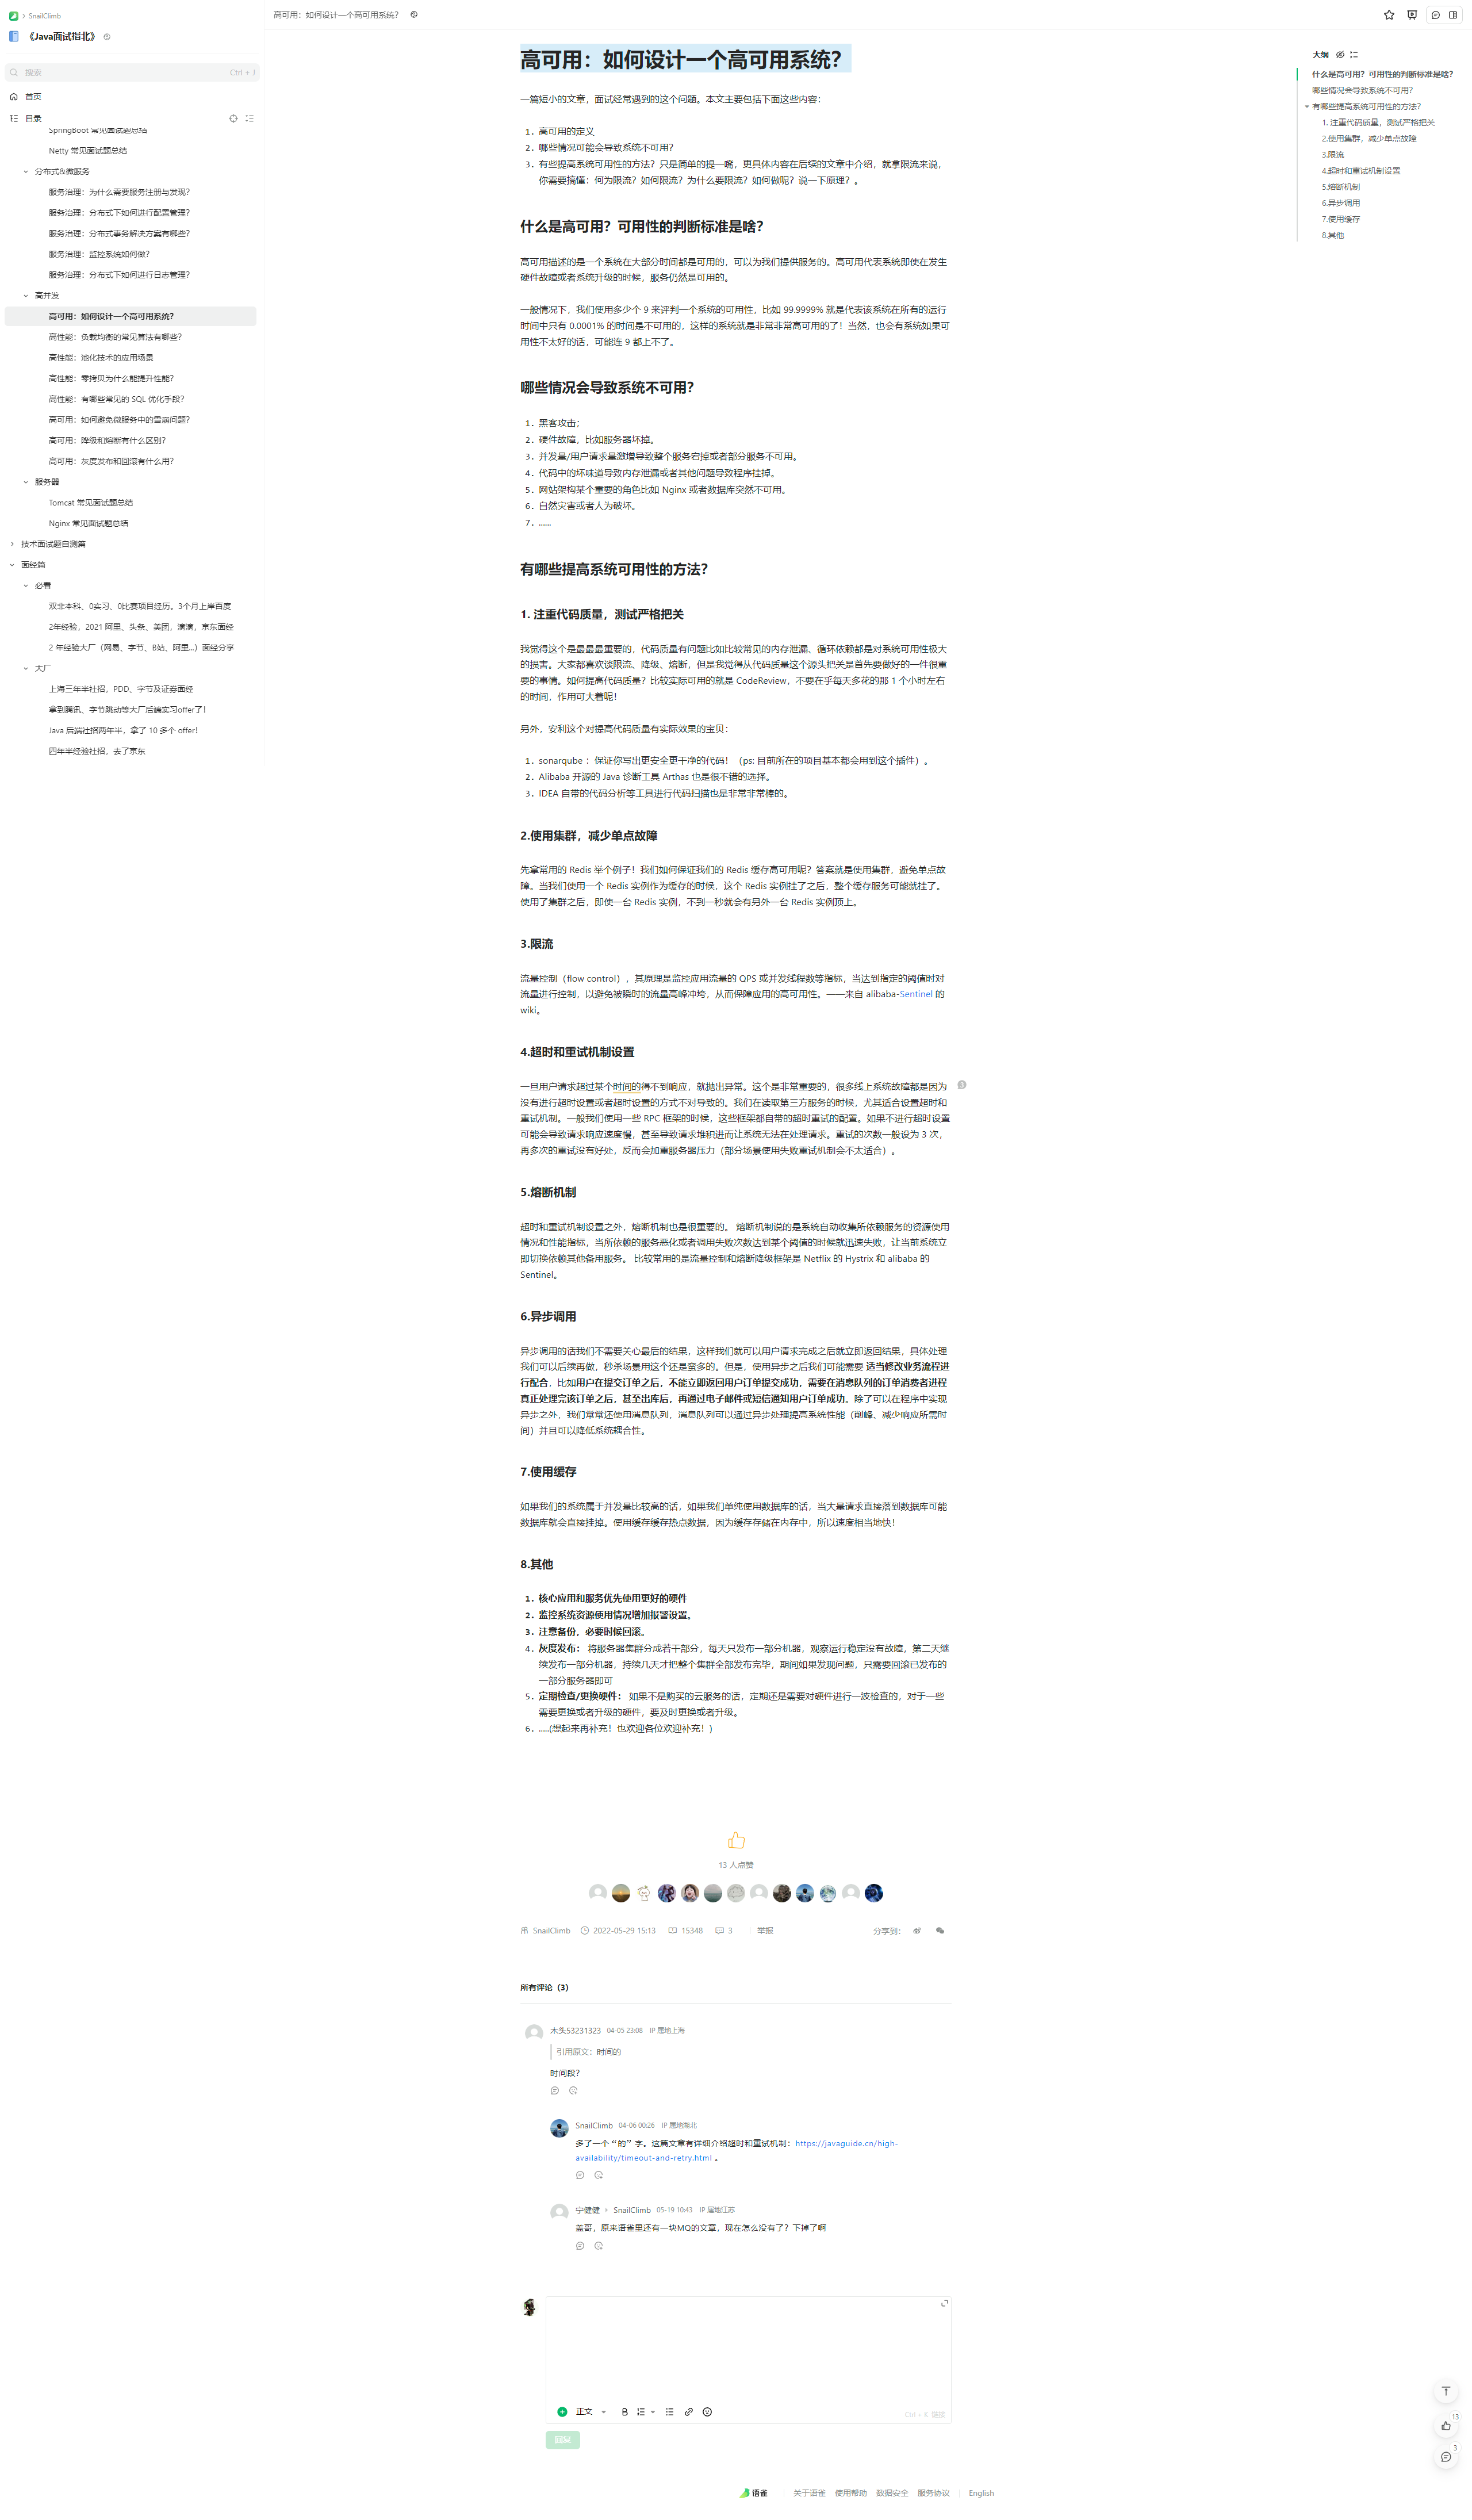 SnailClimb
《Java面试指北》
搜索
Ctrl + J
首页
目录
SpringBoot 常见面试题总结
Netty 常见面试题总结
分布式&微服务
服务治理：为什么需要服务注册与发现？
服务治理：分布式下如何进行配置管理？
服务治理：分布式事务解决方案有哪些？
服务治理：监控系统如何做？
服务治理：分布式下如何进行日志管理？
高并发
高可用：如何设计一个高可用系统？
高性能：负载均衡的常见算法有哪些？
高性能：池化技术的应用场景
高性能：零拷贝为什么能提升性能？
高性能：有哪些常见的 SQL 优化手段？
高可用：如何避免微服务中的雪崩问题？
高可用：降级和熔断有什么区别？
高可用：灰度发布和回滚有什么用？
服务器
Tomcat 常见面试题总结
Nginx 常见面试题总结
技术面试题自测篇
面经篇
必看
双非本科、0实习、0比赛项目经历。3个月上岸百度
2年经验，2021 阿里、头条、美团，滴滴，京东面经
2 年经验大厂（网易、字节、B站、阿里...）面经分享
大厂
上海三年半社招，PDD、字节及证券面经
拿到腾讯、字节跳动等大厂后端实习offer了！
Java 后端社招两年半，拿了 10 多个 offer！
四年半经验社招，去了京东
高可用：如何设计一个高可用系统？
高可用：如何设计一个高可用系统？
一篇短小的文章，面试经常遇到的这个问题。本文主要包括下面这些内容：
1. 高可用的定义
2. 哪些情况可能会导致系统不可用？
3. 有些提高系统可用性的方法？只是简单的提一嘴，更具体内容在后续的文章中介绍，就拿限流来说，
你需要搞懂：何为限流？如何限流？为什么要限流？如何做呢？说一下原理？。
什么是高可用？可用性的判断标准是啥？
高可用描述的是一个系统在大部分时间都是可用的，可以为我们提供服务的。高可用代表系统即使在发生
硬件故障或者系统升级的时候，服务仍然是可用的。
一般情况下，我们使用多少个 9 来评判一个系统的可用性，比如 99.9999% 就是代表该系统在所有的运行
时间中只有 0.0001% 的时间是不可用的，这样的系统就是非常非常高可用的了！当然，也会有系统如果可
用性不太好的话，可能连 9 都上不了。
哪些情况会导致系统不可用？
1. 黑客攻击；
2. 硬件故障，比如服务器坏掉。
3. 并发量/用户请求量激增导致整个服务宕掉或者部分服务不可用。
4. 代码中的坏味道导致内存泄漏或者其他问题导致程序挂掉。
5. 网站架构某个重要的角色比如 Nginx 或者数据库突然不可用。
6. 自然灾害或者人为破坏。
7. ......
有哪些提高系统可用性的方法？
1. 注重代码质量，测试严格把关
我觉得这个是最最最重要的，代码质量有问题比如比较常见的内存泄漏、循环依赖都是对系统可用性极大
的损害。大家都喜欢谈限流、降级、熔断，但是我觉得从代码质量这个源头把关是首先要做好的一件很重
要的事情。如何提高代码质量？比较实际可用的就是 CodeReview，不要在乎每天多花的那 1 个小时左右
的时间，作用可大着呢！
另外，安利这个对提高代码质量有实际效果的宝贝：
1. sonarqube ：保证你写出更安全更干净的代码！（ps: 目前所在的项目基本都会用到这个插件）。
2. Alibaba 开源的 Java 诊断工具 Arthas 也是很不错的选择。
3. IDEA 自带的代码分析等工具进行代码扫描也是非常非常棒的。
2.使用集群，减少单点故障
先拿常用的 Redis 举个例子！我们如何保证我们的 Redis 缓存高可用呢？答案就是使用集群，避免单点故
障。当我们使用一个 Redis 实例作为缓存的时候，这个 Redis 实例挂了之后，整个缓存服务可能就挂了。
使用了集群之后，即使一台 Redis 实例，不到一秒就会有另外一台 Redis 实例顶上。
3.限流
流量控制（flow control），其原理是监控应用流量的 QPS 或并发线程数等指标，当达到指定的阈值时对
流量进行控制，以避免被瞬时的流量高峰冲垮，从而保障应用的高可用性。——来自 alibaba-Sentinel 的
wiki。
4.超时和重试机制设置
一旦用户请求超过某个时间的得不到响应，就抛出异常。这个是非常重要的，很多线上系统故障都是因为
没有进行超时设置或者超时设置的方式不对导致的。我们在读取第三方服务的时候，尤其适合设置超时和
重试机制。一般我们使用一些 RPC 框架的时候，这些框架都自带的超时重试的配置。如果不进行超时设置
可能会导致请求响应速度慢，甚至导致请求堆积进而让系统无法在处理请求。重试的次数一般设为 3 次，
再多次的重试没有好处，反而会加重服务器压力（部分场景使用失败重试机制会不太适合）。
3
5.熔断机制
超时和重试机制设置之外，熔断机制也是很重要的。 熔断机制说的是系统自动收集所依赖服务的资源使用
情况和性能指标，当所依赖的服务恶化或者调用失败次数达到某个阈值的时候就迅速失败，让当前系统立
即切换依赖其他备用服务。 比较常用的是流量控制和熔断降级框架是 Netflix 的 Hystrix 和 alibaba 的
Sentinel。
6.异步调用
异步调用的话我们不需要关心最后的结果，这样我们就可以用户请求完成之后就立即返回结果，具体处理
我们可以后续再做，秒杀场景用这个还是蛮多的。但是，使用异步之后我们可能需要 适当修改业务流程进
行配合，比如用户在提交订单之后，不能立即返回用户订单提交成功，需要在消息队列的订单消费者进程
真正处理完该订单之后，甚至出库后，再通过电子邮件或短信通知用户订单成功。除了可以在程序中实现
异步之外，我们常常还使用消息队列，消息队列可以通过异步处理提高系统性能（削峰、减少响应所需时
间）并且可以降低系统耦合性。
7.使用缓存
如果我们的系统属于并发量比较高的话，如果我们单纯使用数据库的话，当大量请求直接落到数据库可能
数据库就会直接挂掉。使用缓存缓存热点数据，因为缓存存储在内存中，所以速度相当地快！
8.其他
1. 核心应用和服务优先使用更好的硬件
2. 监控系统资源使用情况增加报警设置。
3. 注意备份，必要时候回滚。
4. 灰度发布： 将服务器集群分成若干部分，每天只发布一部分机器，观察运行稳定没有故障，第二天继
续发布一部分机器，持续几天才把整个集群全部发布完毕，期间如果发现问题，只需要回滚已发布的
一部分服务器即可
5. 定期检查/更换硬件： 如果不是购买的云服务的话，定期还是需要对硬件进行一波检查的，对于一些
需要更换或者升级的硬件，要及时更换或者升级。
6. .....(想起来再补充！也欢迎各位欢迎补充！)
13 人点赞
SnailClimb 2022-05-29 15:13 15348 3 举报 分享到：
所有评论（3）
木头53231323 04-05 23:08 IP 属地上海
引用原文：时间的
时间段？
SnailClimb 04-06 00:26 IP 属地湖北
多了一个“的”字。这篇文章有详细介绍超时和重试机制：https://javaguide.cn/high-
availability/timeout-and-retry.html 。
宁健健 SnailClimb 05-19 10:43 IP 属地江苏
盖哥，原来语雀里还有一块MQ的文章，现在怎么没有了？下掉了啊
正文
Ctrl + K 链接
回复
语雀 关于语雀 使用帮助 数据安全 服务协议 English
大纲
什么是高可用？可用性的判断标准是啥？
哪些情况会导致系统不可用？
有哪些提高系统可用性的方法？
1. 注重代码质量，测试严格把关
2.使用集群，减少单点故障
3.限流
4.超时和重试机制设置
5.熔断机制
6.异步调用
7.使用缓存
8.其他
13
3